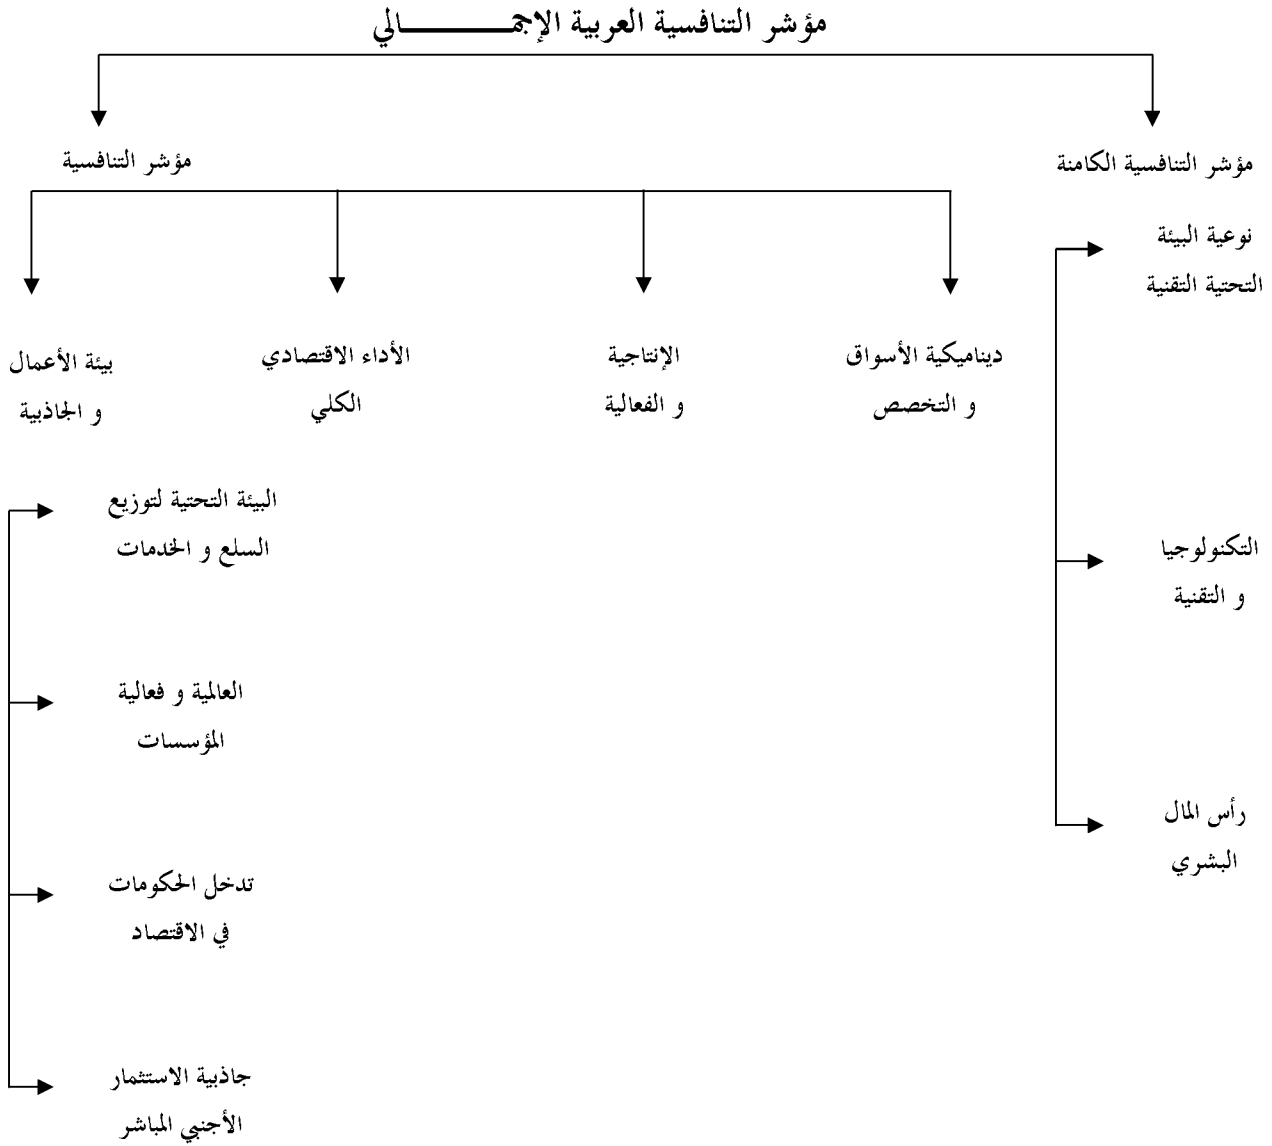 مؤشر التنافسية العربية الإجمـــــــــالي
مؤشر التنافسية الكامنة
مؤشر التنافسية
نوعية البيئة
التحتية التقنية
التكنولوجيا
و التقنية
رأس المال
البشري
ديناميكية الأسواق
و التخصص
الإنتاجية
و الفعالية
الأداء الاقتصادي
الكلي
بيئة الأعمال
و الجاذبية
البيئة التحتية لتوزيع
السلع و الخدمات
العالمية و فعالية
المؤسسات
تدخل الحكومات
في الاقتصاد
جاذبية الاستثمار
الأجنبي المباشر